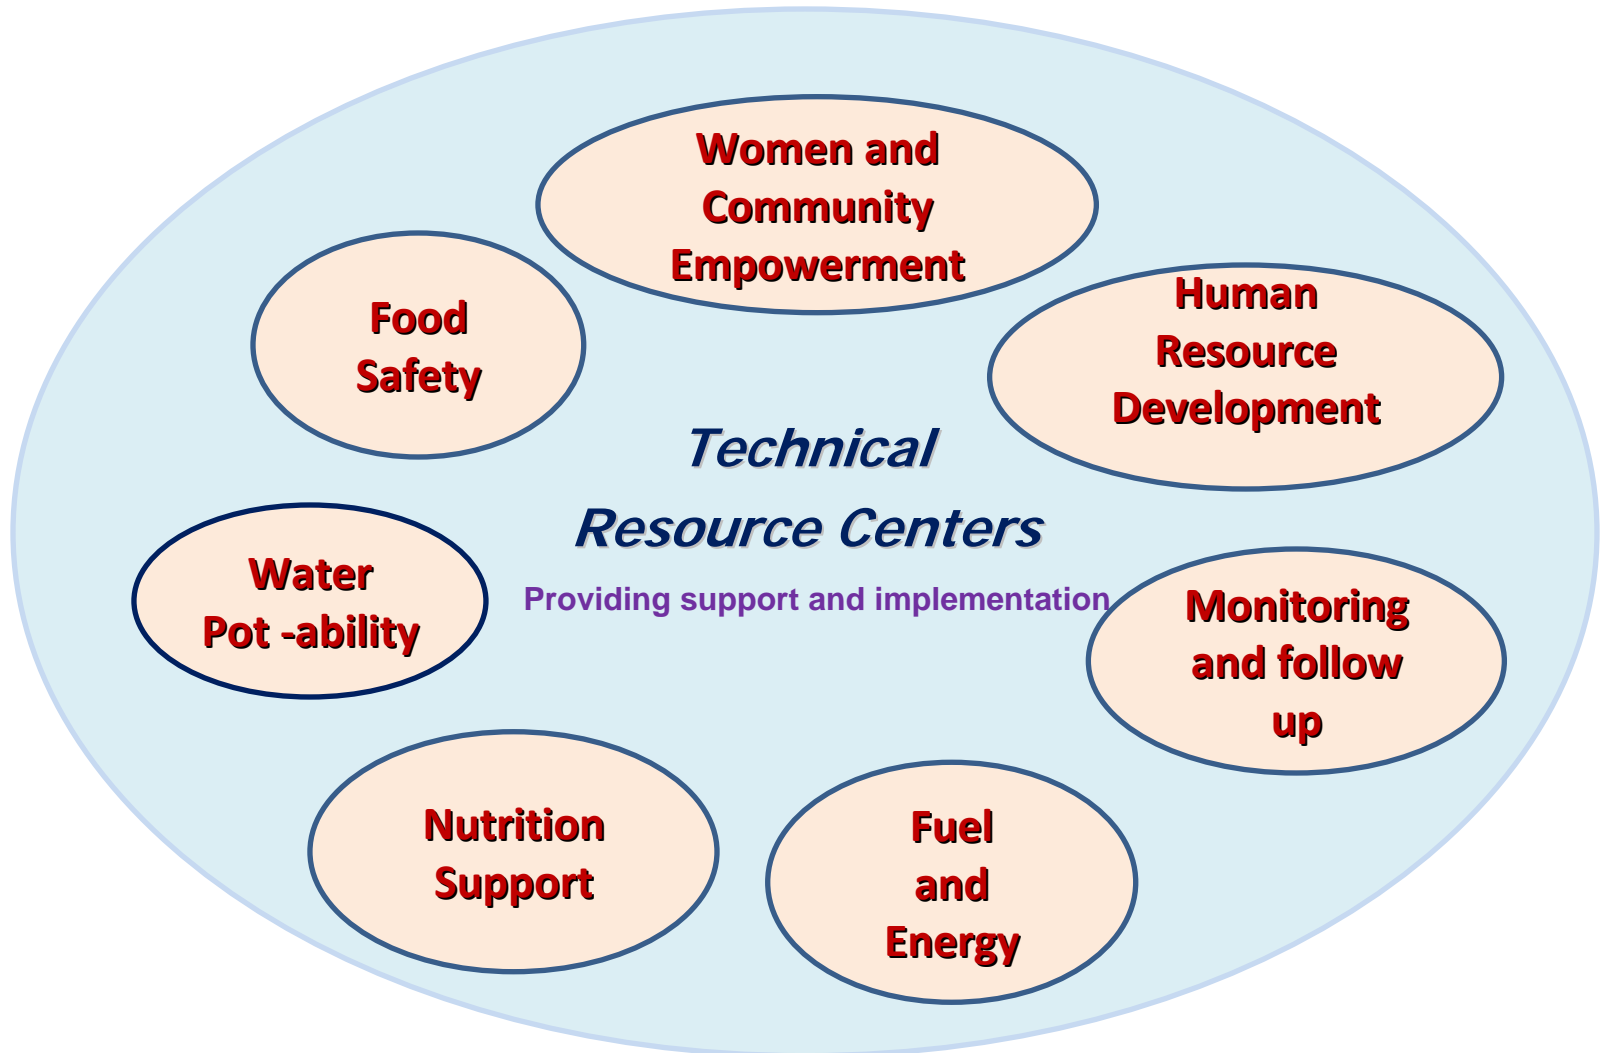 Women and
Community
Empowerment
Food
Safety
Human
Resource
Development
Technical
Resource Centers
Providing support and implementation
Water
Pot -ability
Monitoring
and follow
up
Nutrition
Support
Fuel
and
Energy